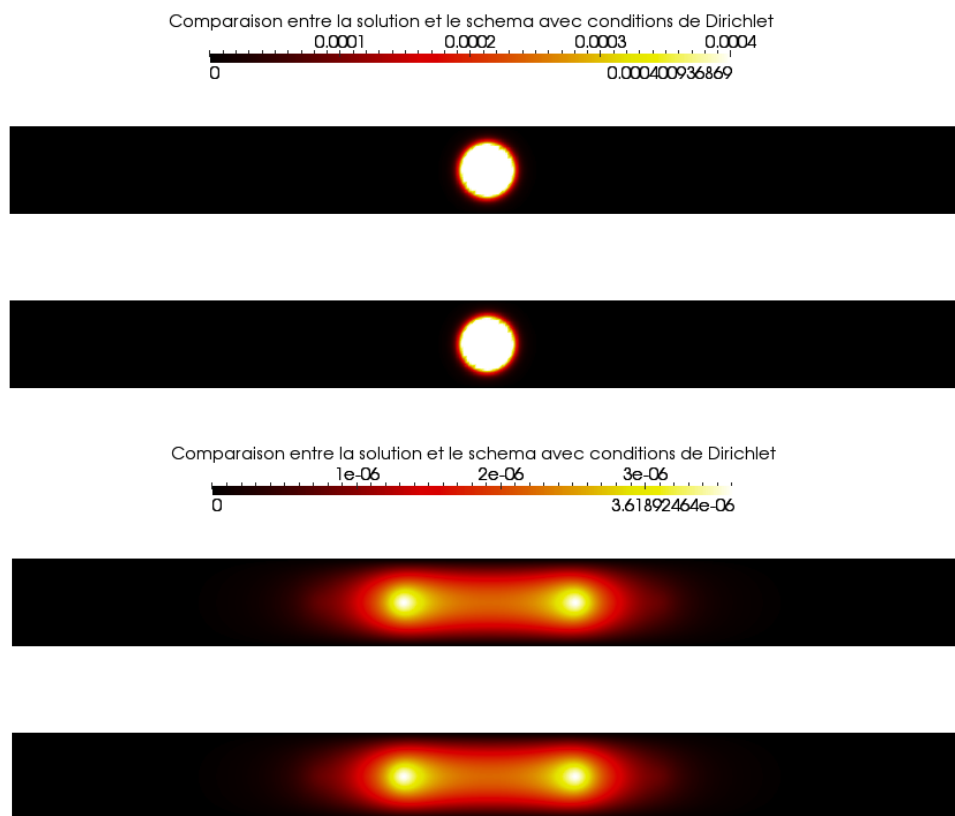 Comparaison entre la solution et le schema avec conditions de Dirichlet
0.0001 0.0002 0.0003 0.0004
0 0.000400936869
Comparaison entre la solution et le schema avec conditions de Dirichlet
1e-06 2e-06 3e-06
0 3.61892464e-06